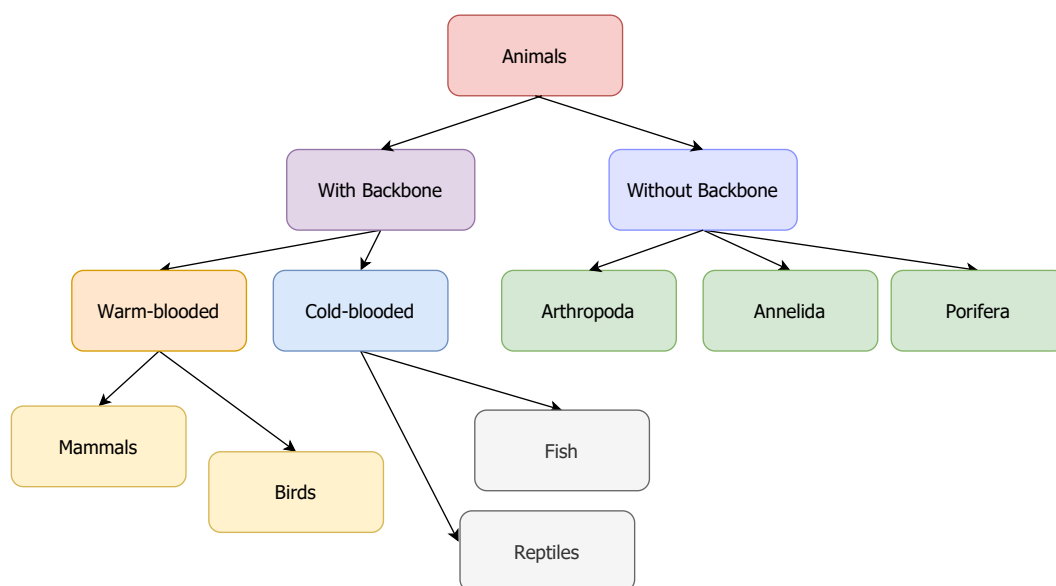 Animals
With Backbone
Without Backbone
Warm-blooded
Cold-blooded
Arthropoda
Annelida
Porifera
Mammals
Fish
Birds
Reptiles